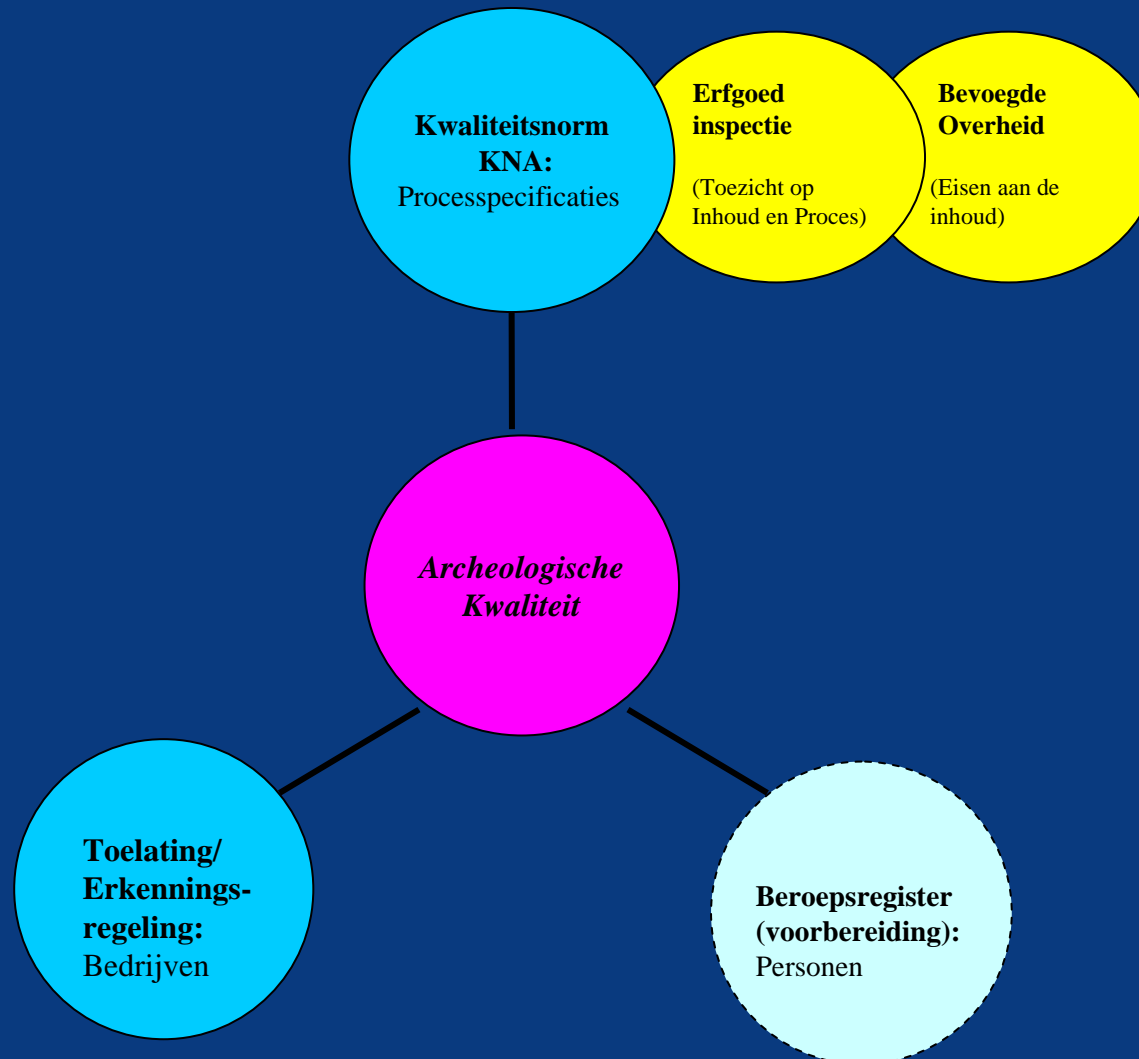 Kwaliteitsnorm
KNA:
Processpecificaties
Erfgoed
inspectie
(Toezicht op
Inhoud en Proces)
Bevoegde
Overheid
(Eisen aan de
inhoud)
Archeologische
Kwaliteit
Toelating/
Erkennings-
regeling:
Bedrijven
Beroepsregister
(voorbereiding):
Personen